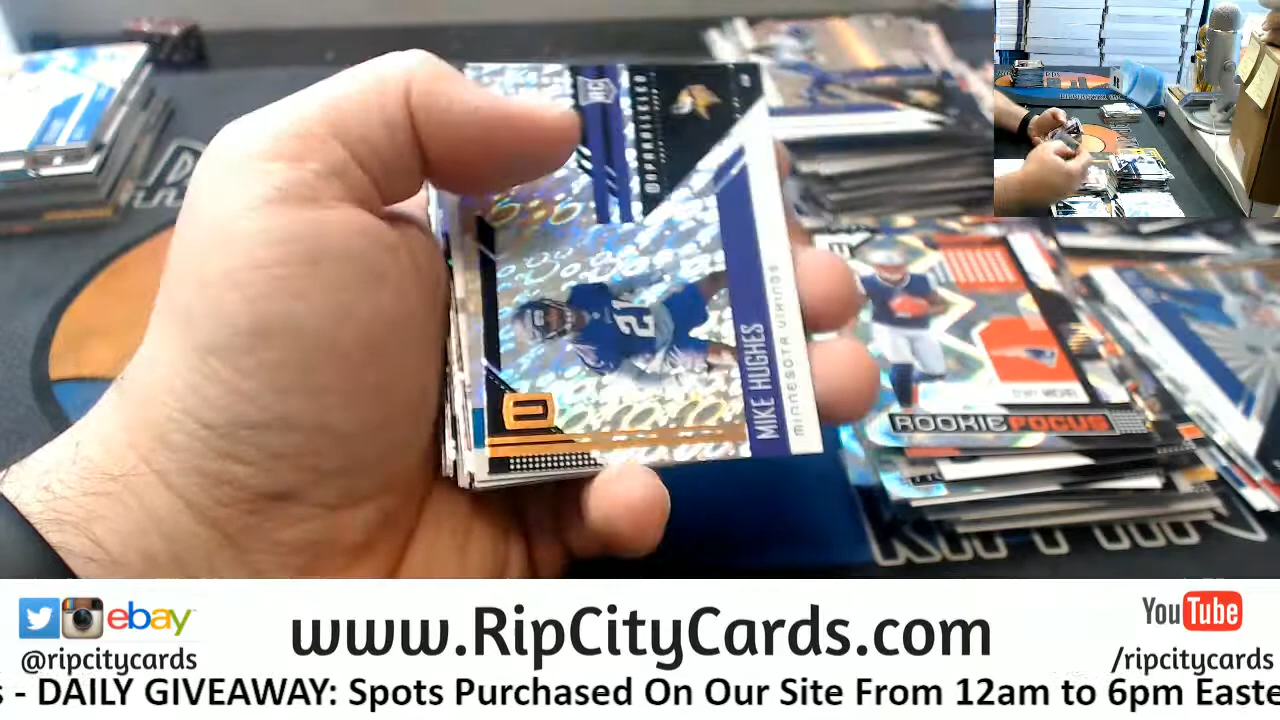 RC
UNPARALLELED
21
MIKE HUGHES
MINNESOTA VIKINGS
ROOKIE FOCUS
ebay
@ripcitycards
www.RipCityCards.com
YouTube
/ripcitycards
s - DAILY GIVEAWAY: Spots Purchased On Our Site From 12am to 6pm Easte